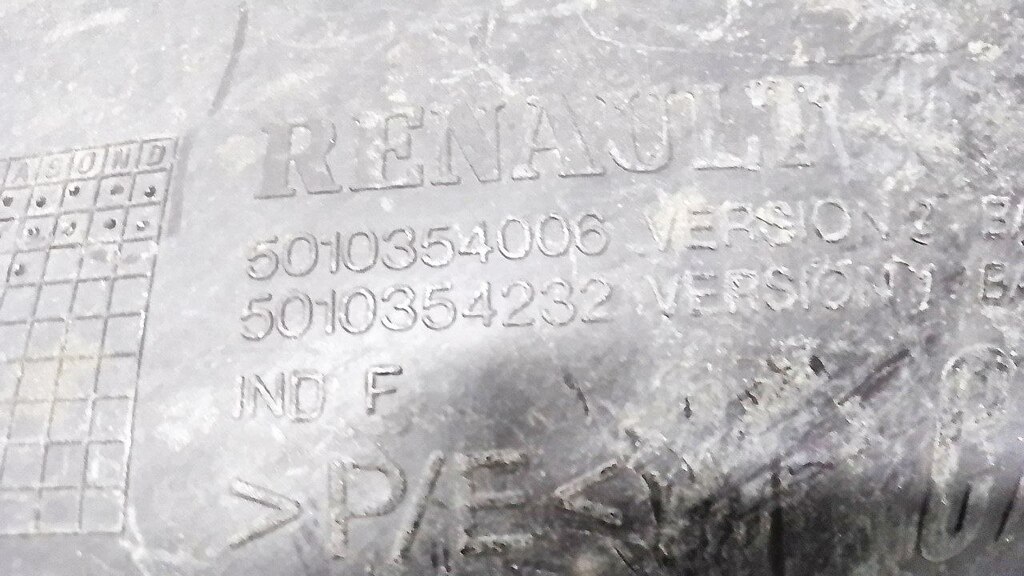 ASOND
RENAULT
5010354006 VERSION 2
5010354232 VERSION 1
IND F
>P/E<